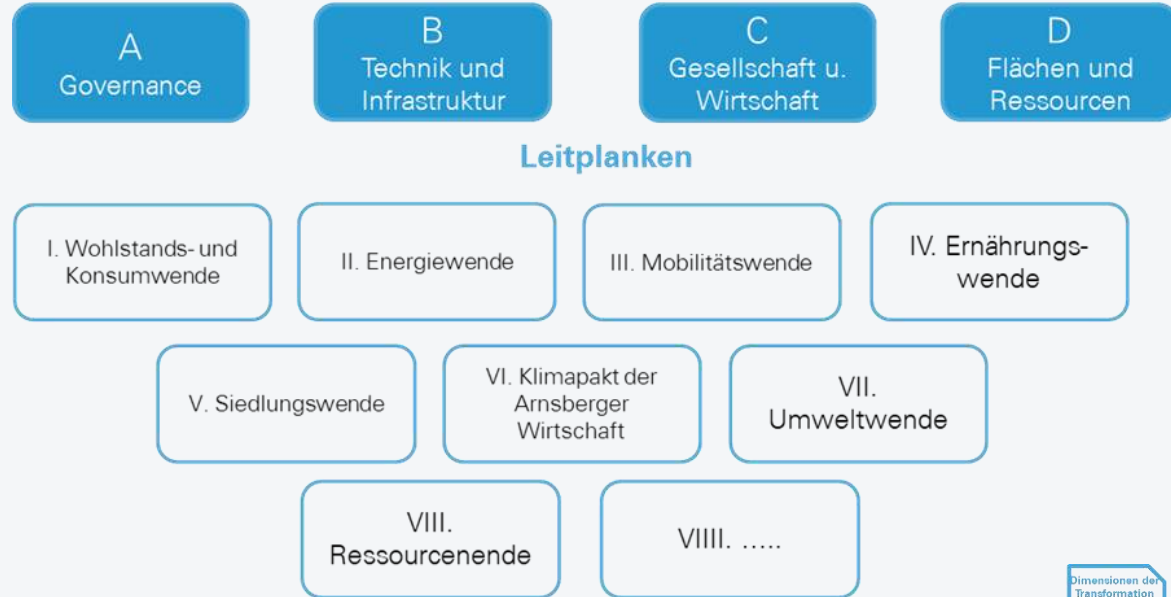 A
Governance
B
Technik und
Infrastruktur
C
Gesellschaft u.
Wirtschaft
D
Flächen und
Ressourcen
Leitplanken
I. Wohlstands- und
Konsumwende
II. Energiewende
III. Mobilitätswende
IV. Ernährungs-
wende
V. Siedlungswende
VI. Klimapakt der
Arnsberger
Wirtschaft
VII.
Umweltwende
VIII.
Ressourcenende
VIIII. .....
Dimensionen der
Transformation